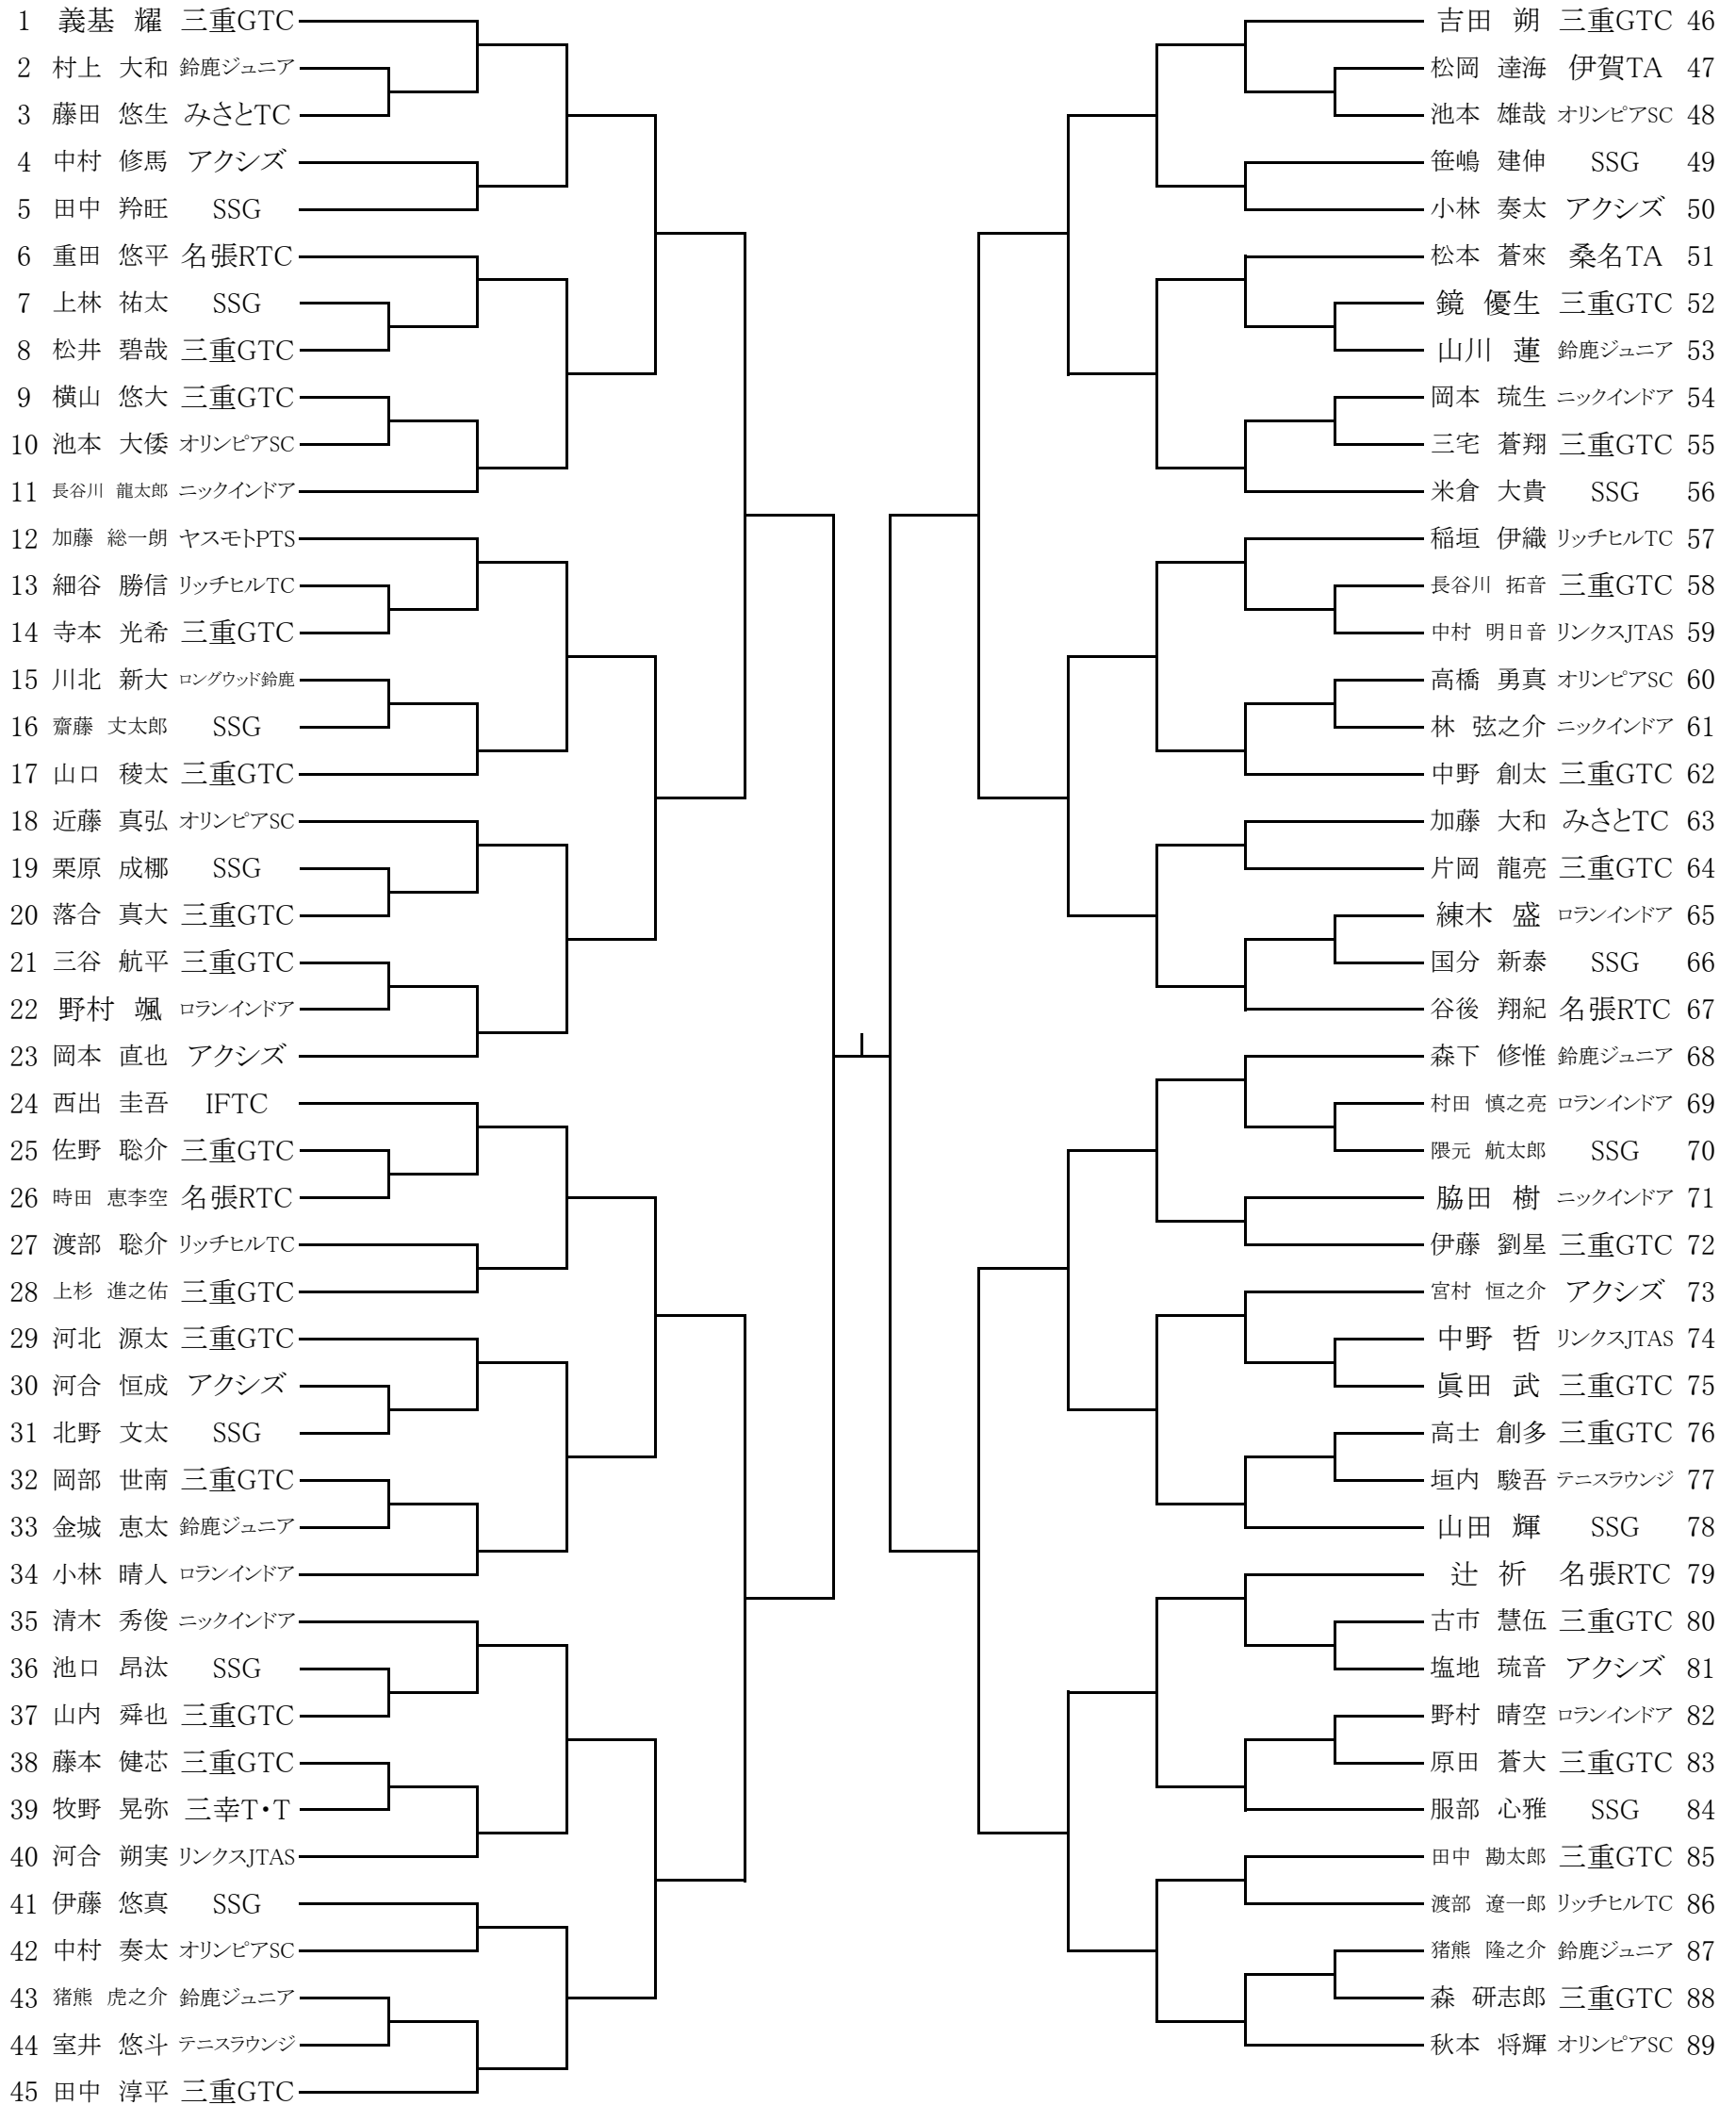 1 義基 耀 三重GTC
2 村上 大和 鈴鹿ジュニア
3 藤田 悠生 みさとTC
4 中村 修馬 アクシズ
5 田中 羚旺 SSG
6 重田 悠平 名張RTC
7 上林 祐太 SSG
8 松井 碧哉 三重GTC
9 横山 悠大 三重GTC
10 池本 大倭 オリンピアSC
11 長谷川 龍太郎 ニックインドア
12 加藤 総一朗 ヤスモトPTS
13 細谷 勝信 リッチヒルTC
14 寺本 光希 三重GTC
15 川北 新大 ロングウッド鈴鹿
16 齋藤 丈太郎 SSG
17 山口 稜太 三重GTC
18 近藤 真弘 オリンピアSC
19 栗原 成梛 SSG
20 落合 真大 三重GTC
21 三谷 航平 三重GTC
22 野村 颯 ロランインドア
23 岡本 直也 アクシズ
24 西出 圭吾 IFTC
25 佐野 聡介 三重GTC
26 時田 恵李空 名張RTC
27 渡部 聡介 リッチヒルTC
28 上杉 進之佑 三重GTC
29 河北 源太 三重GTC
30 河合 恒成 アクシズ
31 北野 文太 SSG
32 岡部 世南 三重GTC
33 金城 恵太 鈴鹿ジュニア
34 小林 晴人 ロランインドア
35 清木 秀俊 ニックインドア
36 池口 昂汰 SSG
37 山内 舜也 三重GTC
38 藤本 健芯 三重GTC
39 牧野 晃弥 三幸T・T
40 河合 朔実 リンクスJTAS
41 伊藤 悠真 SSG
42 中村 奏太 オリンピアSC
43 猪熊 虎之介 鈴鹿ジュニア
44 室井 悠斗 テニスラウンジ
45 田中 淳平 三重GTC
吉田 朔 三重GTC 46
松岡 達海 伊賀TA 47
池本 雄哉 オリンピアSC 48
笹嶋 建伸 SSG 49
小林 奏太 アクシズ 50
松本 蒼來 桑名TA 51
鏡 優生 三重GTC 52
山川 蓮 鈴鹿ジュニア 53
岡本 琉生 ニックインドア 54
三宅 蒼翔 三重GTC 55
米倉 大貴 SSG 56
稲垣 伊織 リッチヒルTC 57
長谷川 拓音 三重GTC 58
中村 明日音 リンクスJTAS 59
高橋 勇真 オリンピアSC 60
林 弦之介 ニックインドア 61
中野 創太 三重GTC 62
加藤 大和 みさとTC 63
片岡 龍亮 三重GTC 64
練木 盛 ロランインドア 65
国分 新泰 SSG 66
谷後 翔紀 名張RTC 67
森下 修惟 鈴鹿ジュニア 68
村田 慎之亮 ロランインドア 69
隈元 航太郎 SSG 70
脇田 樹 ニックインドア 71
伊藤 劉星 三重GTC 72
宮村 恒之介 アクシズ 73
中野 哲 リンクスJTAS 74
眞田 武 三重GTC 75
高士 創多 三重GTC 76
垣内 駿吾 テニスラウンジ 77
山田 輝 SSG 78
辻 祈 名張RTC 79
古市 慧伍 三重GTC 80
塩地 琉音 アクシズ 81
野村 晴空 ロランインドア 82
原田 蒼大 三重GTC 83
服部 心雅 SSG 84
田中 勘太郎 三重GTC 85
渡部 遼一郎 リッチヒルTC 86
猪熊 隆之介 鈴鹿ジュニア 87
森 研志郎 三重GTC 88
秋本 将輝 オリンピアSC 89